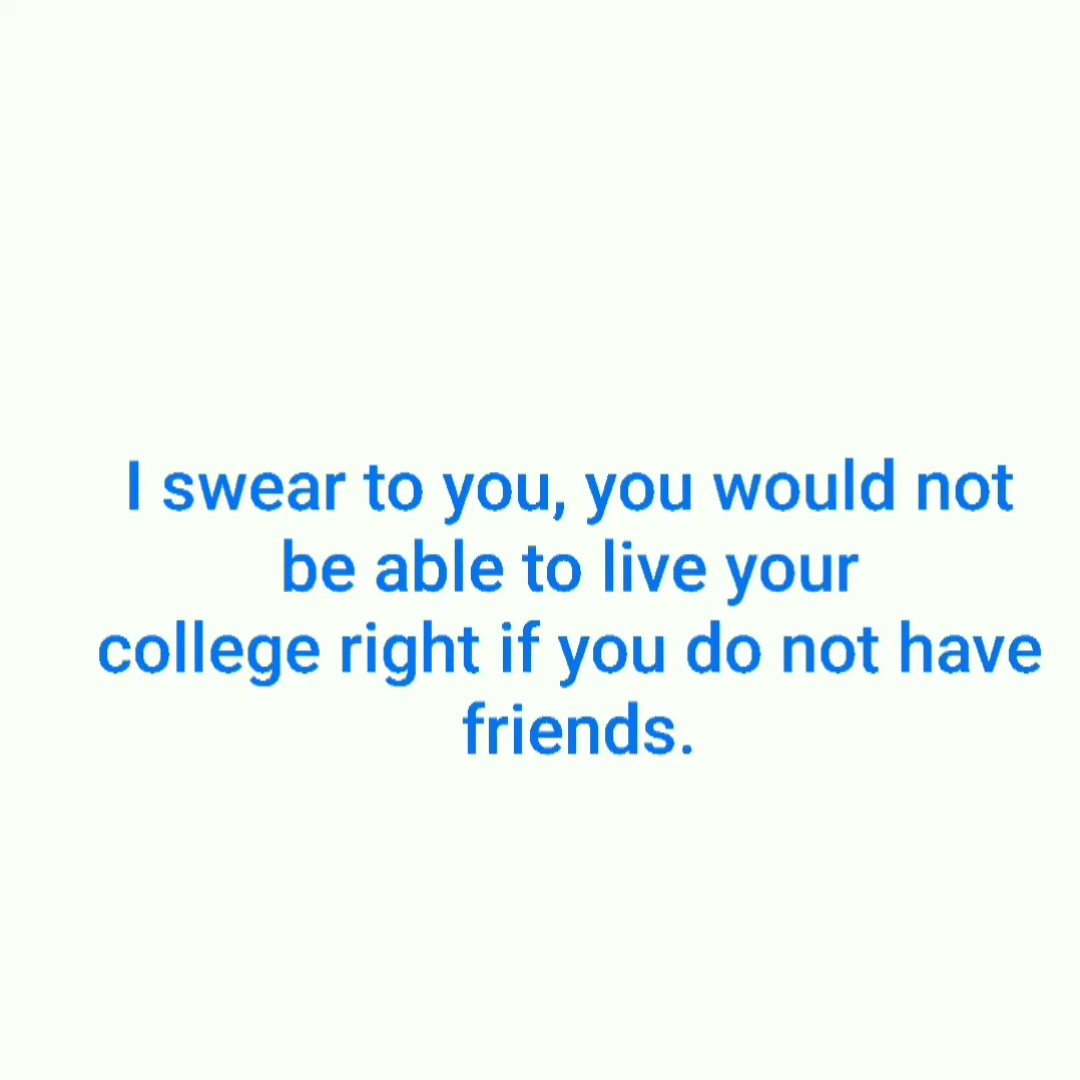 I swear to you, you would not
be able to live your
college right if you do not have
friends.